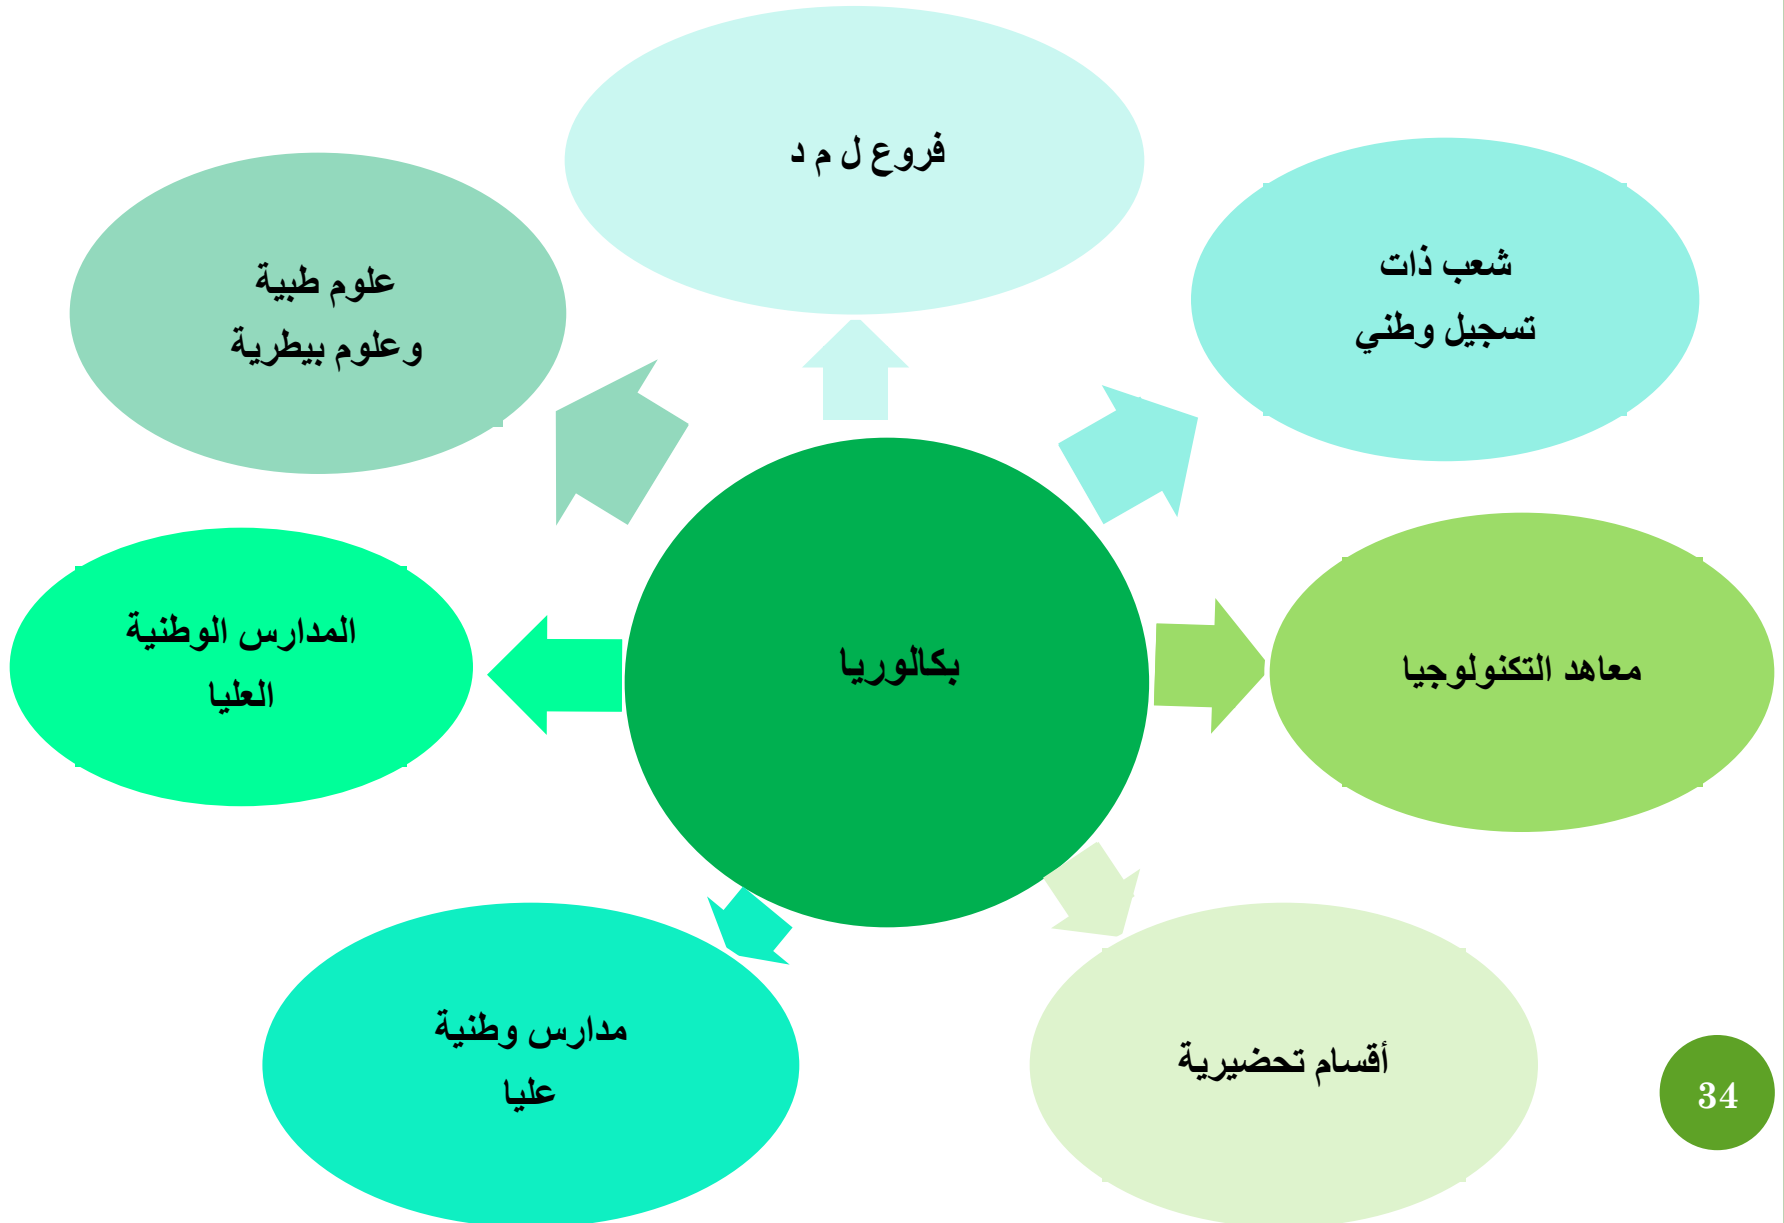 فروع ل م د
شعب ذات
تسجيل وطني
علوم طبية
وعلوم بيطرية
المدارس الوطنية
العليا
بكالوريا
معاهد التكنولوجيا
مدارس وطنية
عليا
أقسام تحضيرية
34